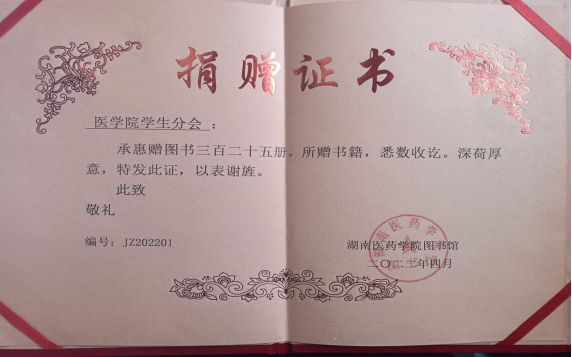 捐赠证书
医学院学生分会：
承惠赠图书三百二十五册。所赠书籍，悉数收讫。深荷厚
意，特发此证，以表谢旌。
此致
敬礼
编号：JZ202201
湖南医药学院图书馆
二〇二二年四月